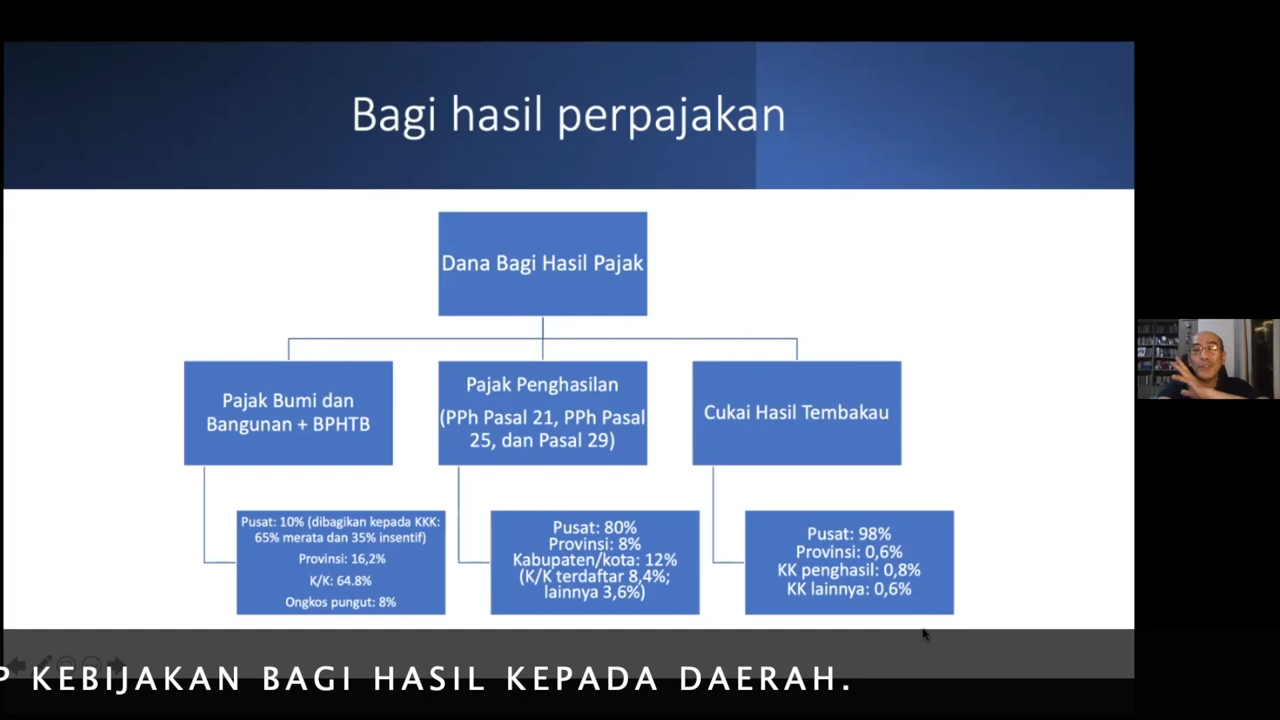 Bagi hasil perpajakan
Dana Bagi Hasil Pajak
Pajak Bumi dan
Bangunan + BPHTB
Pajak Penghasilan
(PPh Pasal 21, PPh Pasal
25, dan Pasal 29)
Cukai Hasil Tembakau
Pusat: 10% (dibagikan kepada KKK:
65% merata dan 35% insentif)
Provinsi: 16,2%
K/K: 64.8%
Ongkos pungut: 8%
Pusat: 80%
Provinsi: 8%
Kabupaten/kota: 12%
(K/K terdaftar 8,4%;
lainnya 3,6%)
Pusat: 98%
Provinsi: 0,6%
KK penghasil: 0,8%
KK lainnya: 0,6%
P KEBIJAKAN BAGI HASIL KEPADA DAERAH.